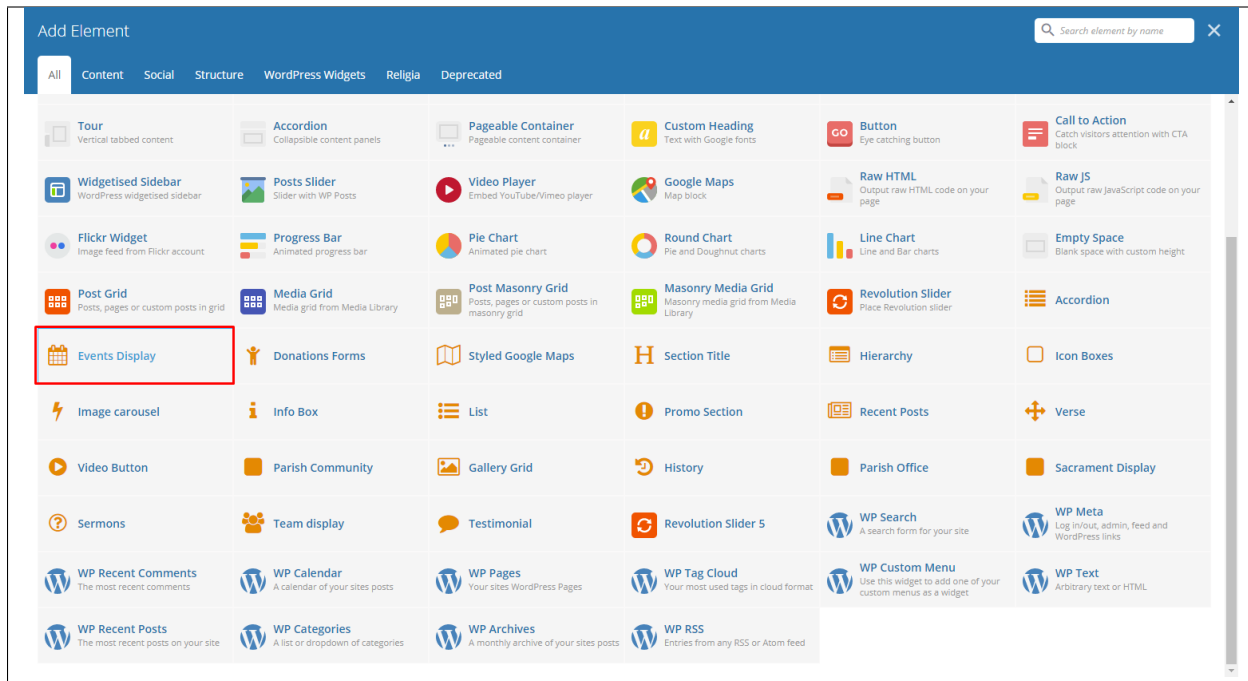 Add Element
Search element by name
All Content Social Structure WordPress Widgets Religia Deprecated
Tour
Vertical tabbed content
Accordion
Collapsible content panels
Pageable Container
Pageable content container
a
Custom Heading
Text with Google fonts
GO
Button
Eye catching button
Call to Action
Catch visitors attention with CTA
block
Widgetised Sidebar
WordPress widgetised sidebar
Posts Slider
Slider with WP Posts
Video Player
Embed YouTube/Vimeo player
Google Maps
Map block
Raw HTML
Output raw HTML code on your
page
Raw JS
Output raw JavaScript code on your
page
Flickr Widget
Image feed from Flickr account
Progress Bar
Animated progress bar
Pie Chart
Animated pie chart
Round Chart
Pie and Doughnut charts
Line Chart
Line and Bar charts
Empty Space
Blank space with custom height
Post Grid
Posts, pages or custom posts in grid
Media Grid
Media grid from Media Library
Post Masonry Grid
Posts, pages or custom posts in
masonry grid
Masonry Media Grid
Masonry media grid from Media
Library
Revolution Slider
Place Revolution slider
Accordion
Events Display
Donations Forms
Styled Google Maps
H
Section Title
Hierarchy
Icon Boxes
Image carousel
i
Info Box
List
Promo Section
Recent Posts
Verse
Video Button
Parish Community
Gallery Grid
History
Parish Office
Sacrament Display
Sermons
Team display
Testimonial
Revolution Slider 5
WP Search
A search form for your site
WP Meta
Log in/out, admin, feed and
WordPress links
WP Recent Comments
The most recent comments
WP Calendar
A calendar of your sites posts
WP Pages
Your sites WordPress Pages
WP Tag Cloud
Your most used tags in cloud format
WP Custom Menu
Use this widget to add one of your
custom menus as a widget
WP Text
Arbitrary text or HTML
WP Recent Posts
The most recent posts on your site
WP Categories
A list or dropdown of categories
WP Archives
A monthly archive of your sites posts
WP RSS
Entries from any RSS or Atom feed